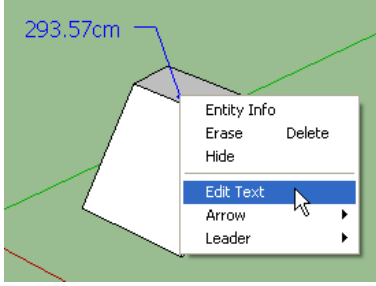 293.57cm
Entity Info
Erase Delete
Hide
Edit Text
Arrow
Leader